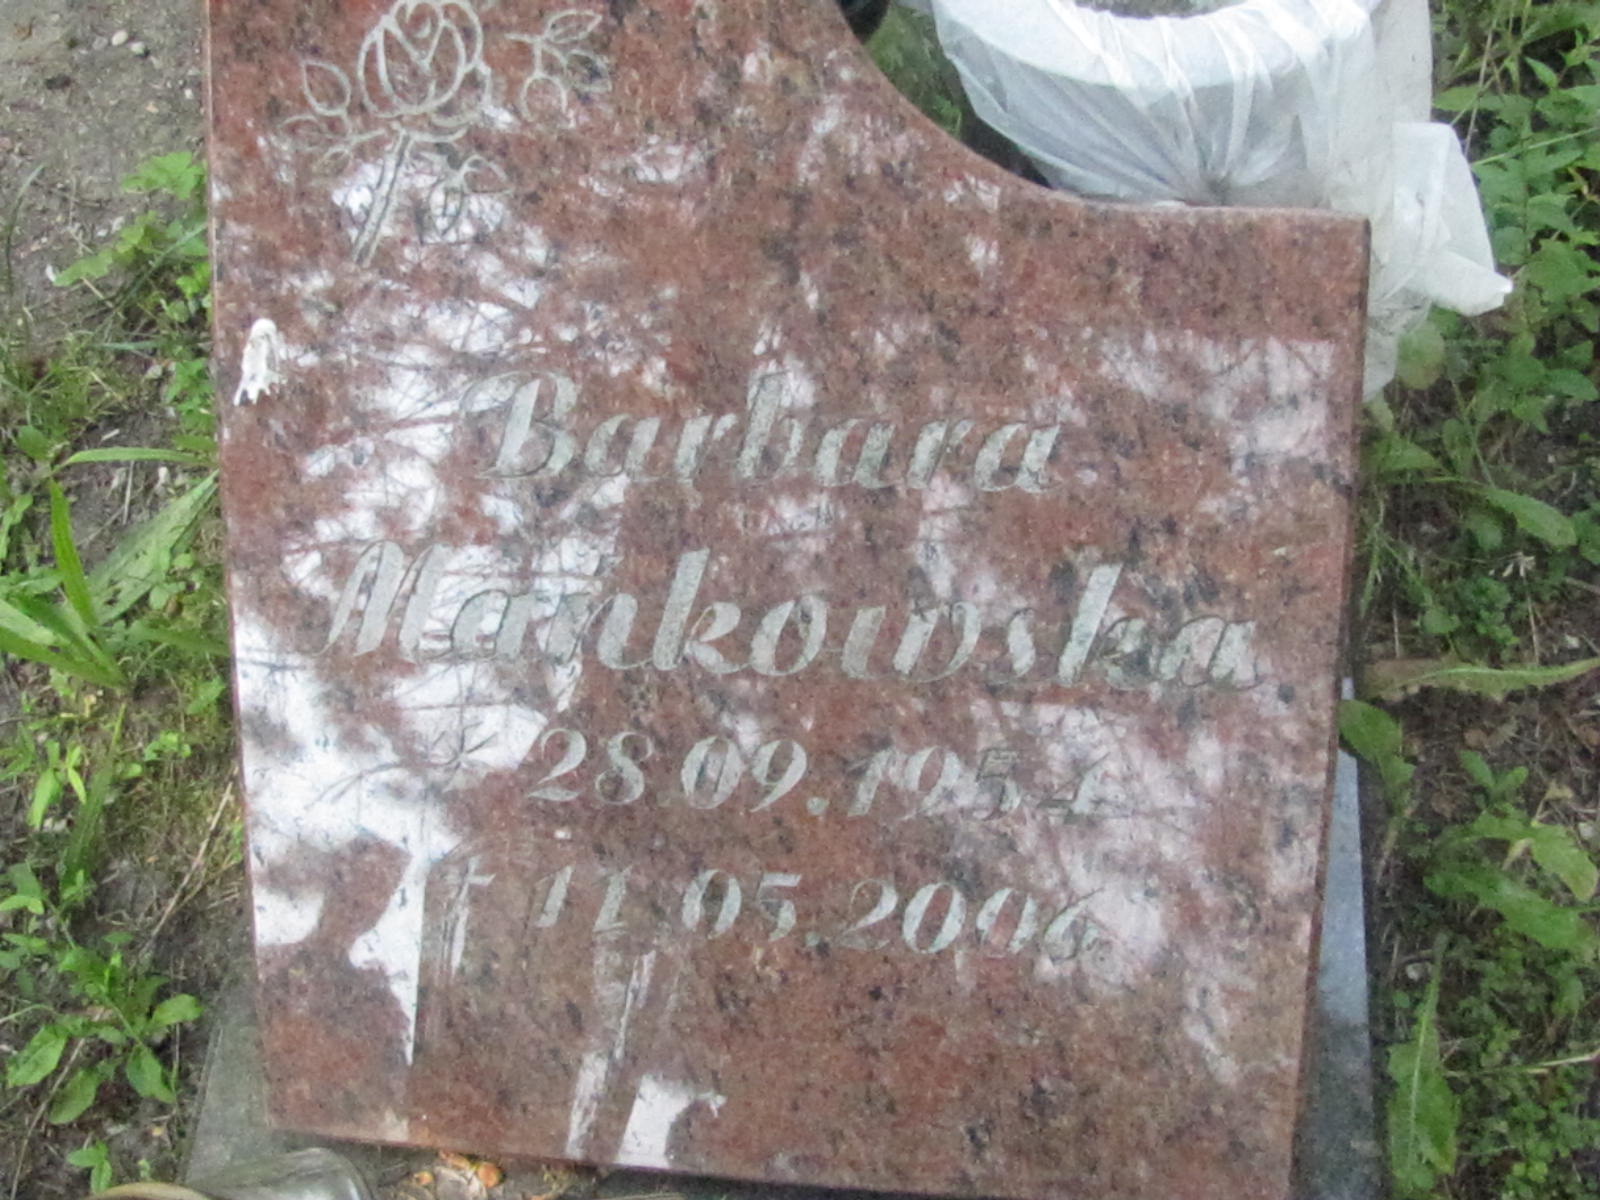 Barbara
Mańkowska
* 28.09.1954
† 11.05.2006